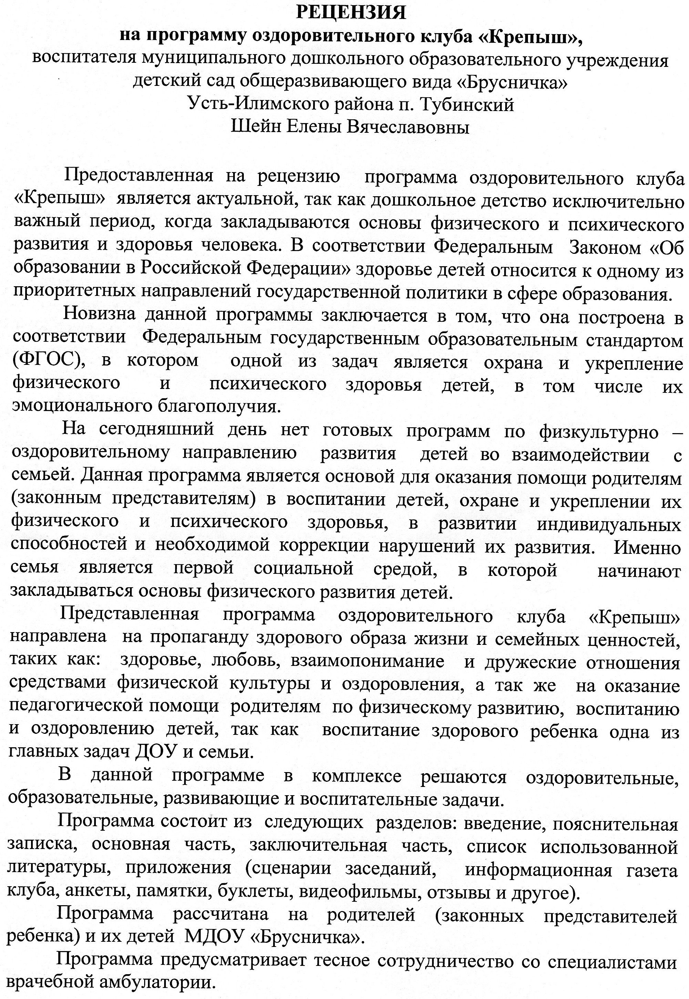 РЕЦЕНЗИЯ
на программу оздоровительного клуба «Крепыш»,
воспитателя муниципального дошкольного образовательного учреждения
детский сад общеразвивающего вида «Брусничка»
Усть-Илимского района п. Тубинский
Шейн Елены Вячеславовны
Предоставленная на рецензию программа оздоровительного клуба
«Крепыш» является актуальной, так как дошкольное детство исключительно
важный период, когда закладываются основы физического и психического
развития и здоровья человека. В соответствии Федеральным Законом «Об
образовании в Российской Федерации» здоровье детей относится к одному из
приоритетных направлений государственной политики в сфере образования.
Новизна данной программы заключается в том, что она построена в
соответствии Федеральным государственным образовательным стандартом
(ФГОС), в котором одной из задач является охрана и укрепление
физического и психического здоровья детей, в том числе их
эмоционального благополучия.
На сегодняшний день нет готовых программ по физкультурно –
оздоровительному направлению развития детей во взаимодействии с
семьей. Данная программа является основой для оказания помощи родителям
(законным представителям) в воспитании детей, охране и укреплении их
физического и психического здоровья, в развитии индивидуальных
способностей и необходимой коррекции нарушений их развития. Именно
семья является первой социальной средой, в которой начинают
закладываться основы физического развития детей.
Представленная программа оздоровительного клуба «Крепыш»
направлена на пропаганду здорового образа жизни и семейных ценностей,
таких как: здоровье, любовь, взаимопонимание и дружеские отношения
средствами физической культуры и оздоровления, а так же на оказание
педагогической помощи родителям по физическому развитию, воспитанию
и оздоровлению детей, так как воспитание здорового ребенка одна из
главных задач ДОУ и семьи.
В данной программе в комплексе решаются оздоровительные,
образовательные, развивающие и воспитательные задачи.
Программа состоит из следующих разделов: введение, пояснительная
записка, основная часть, заключительная часть, список использованной
литературы, приложения (сценарии заседаний, информационная газета
клуба, анкеты, памятки, буклеты, видеофильмы, отзывы и другое).
Программа рассчитана на родителей (законных представителей
ребенка) и их детей МДОУ «Брусничка».
Программа предусматривает тесное сотрудничество со специалистами
врачебной амбулатории.